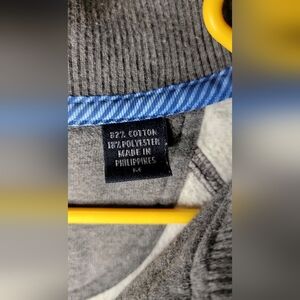 82% COTTON
18% POLYESTER
MADE IN
PHILIPPINES